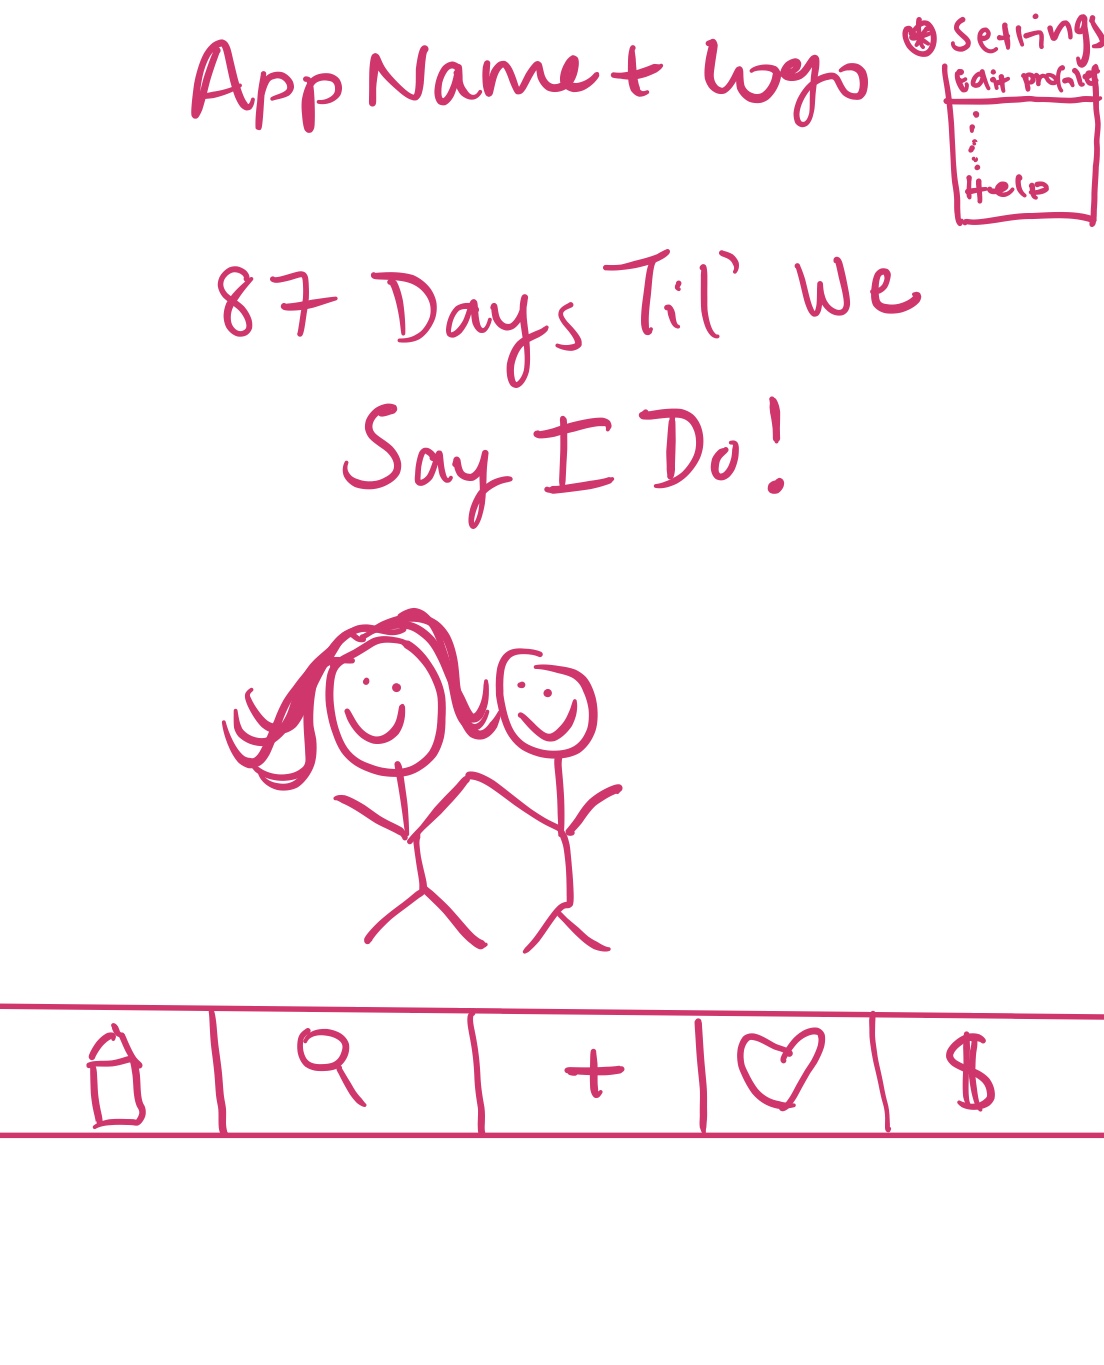 App Name + Logo
Settings
Edit profile
Help
87 Days Til' We
Say I Do!
+
$